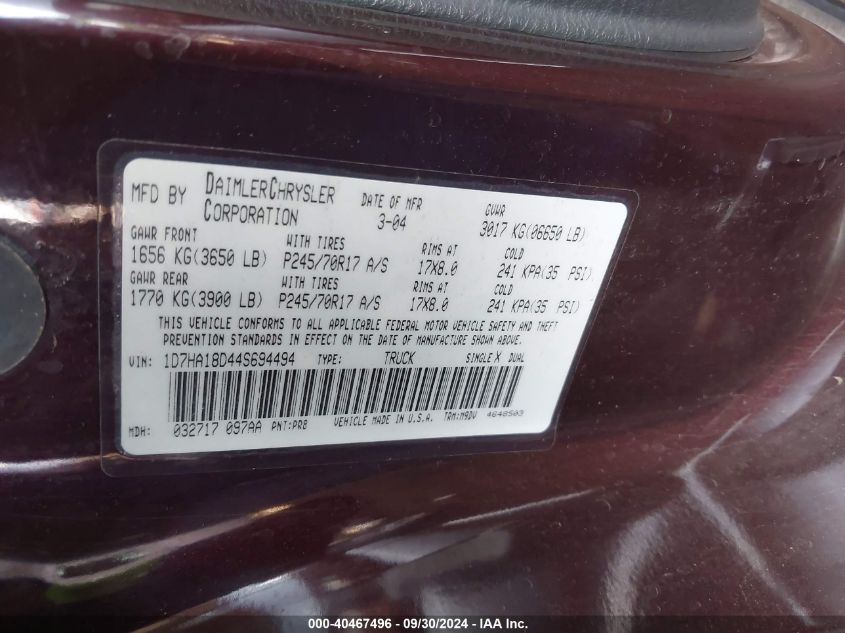 MFD BY DAIMLERCHRYSLER CORPORATION DATE OF MFR 3-04 GVWR 3017 KG(06650 LB)
GAWR FRONT WITH TIRES RIMS AT COLD
1656 KG(3650 LB) P245/70R17 A/S 17X8.0 241 KPA(35 PSI)
GAWR REAR WITH TIRES RIMS AT COLD
1770 KG(3900 LB) P245/70R17 A/S 17X8.0 241 KPA(35 PSI)
THIS VEHICLE CONFORMS TO ALL APPLICABLE FEDERAL MOTOR VEHICLE SAFETY AND THEFT
PREVENTION STANDARDS IN EFFECT ON THE DATE OF MANUFACTURE SHOWN ABOVE.
VIN: 1D7HA18D44S694494 TYPE: TRUCK SINGLE X DUAL
MDH: 032717 097AA PNT:PR8 VEHICLE MADE IN U.S.A. TRM:M9DV 4648503
000-40467496 - 09/30/2024 - IAA Inc.